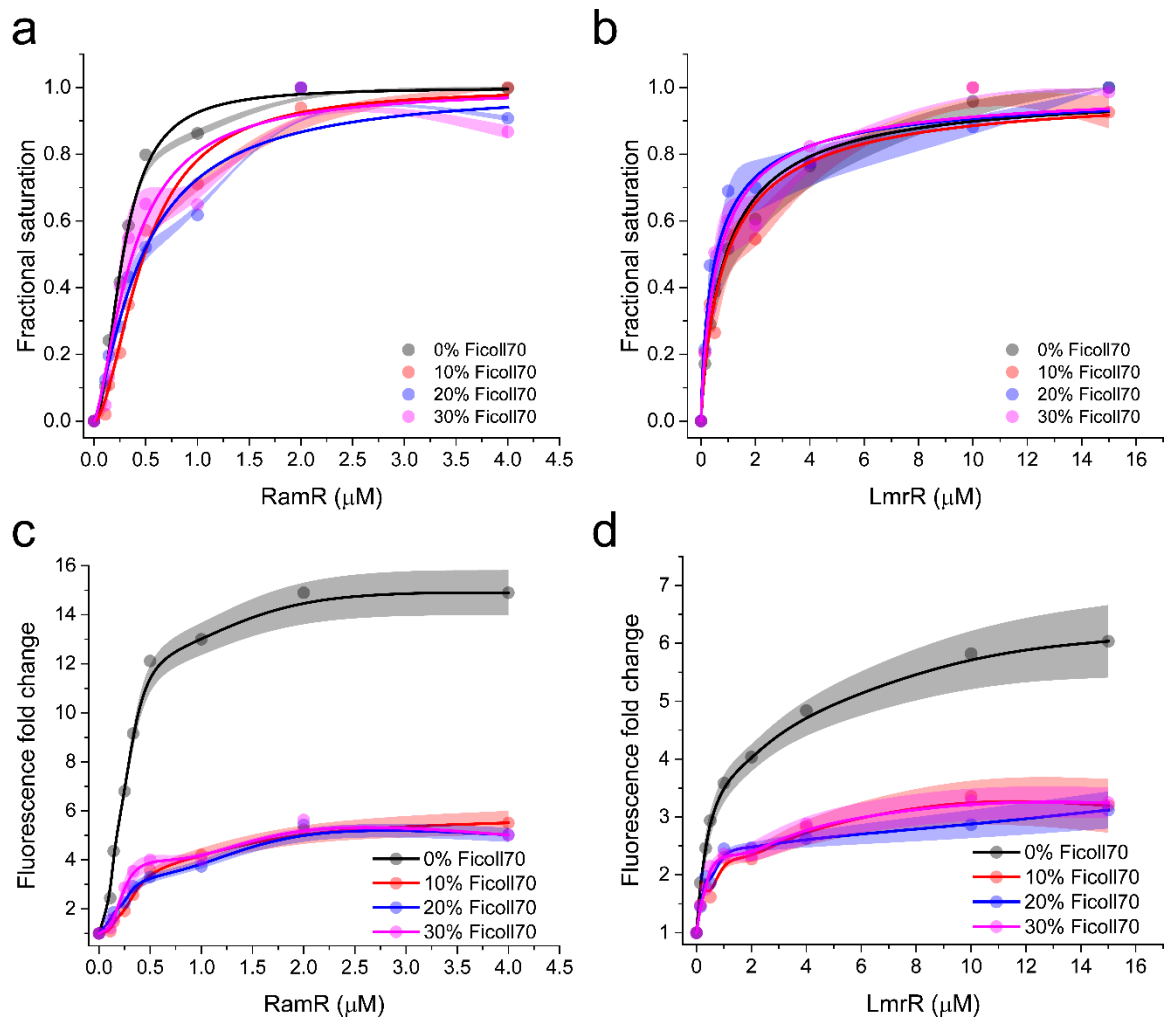 a
Fractional saturation
1.0
0.8
0.6
0.4
0.2
0.0
0% Ficoll70
10% Ficoll70
20% Ficoll70
30% Ficoll70
0.0 0.5 1.0 1.5 2.0 2.5 3.0 3.5 4.0 4.5
RamR (μM)
b
Fractional saturation
1.0
0.8
0.6
0.4
0.2
0.0
0% Ficoll70
10% Ficoll70
20% Ficoll70
30% Ficoll70
0 2 4 6 8 10 12 14 16
LmrR (μM)
c
Fluorescence fold change
16
14
12
10
8
6
4
2
0% Ficoll70
10% Ficoll70
20% Ficoll70
30% Ficoll70
0.0 0.5 1.0 1.5 2.0 2.5 3.0 3.5 4.0 4.5
RamR (μM)
d
Fluorescence fold change
7
6
5
4
3
2
1
0% Ficoll70
10% Ficoll70
20% Ficoll70
30% Ficoll70
0 2 4 6 8 10 12 14 16
LmrR (μM)